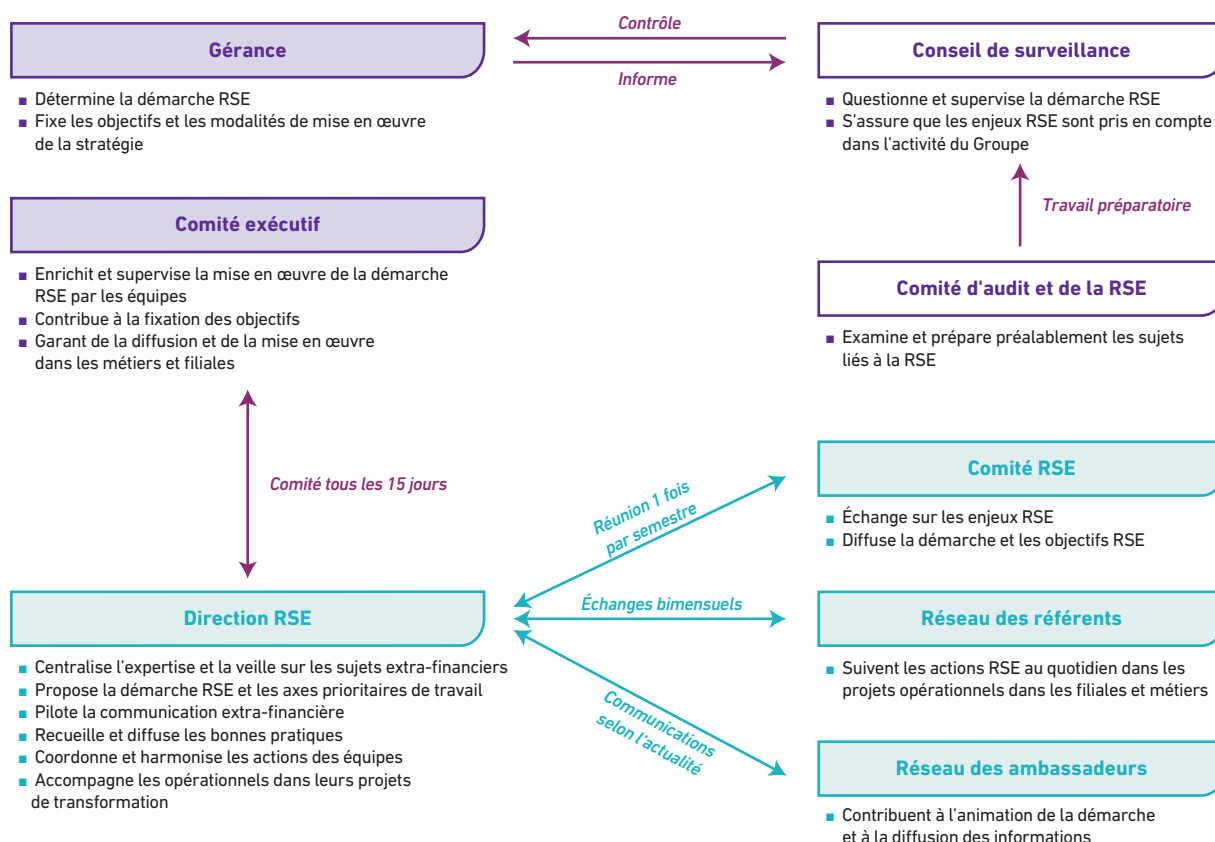 Gérance
■ Détermine la démarche RSE
■ Fixe les objectifs et les modalités de mise en œuvre
de la stratégie
Contrôle
Informe
Conseil de surveillance
■ Questionne et supervise la démarche RSE
■ S'assure que les enjeux RSE sont pris en compte
dans l'activité du Groupe
Travail préparatoire
Comité exécutif
■ Enrichit et supervise la mise en œuvre de la démarche
RSE par les équipes
■ Contribue à la fixation des objectifs
■ Garant de la diffusion et de la mise en œuvre
dans les métiers et filiales
Comité d'audit et de la RSE
■ Examine et prépare préalablement les sujets
liés à la RSE
Comité tous les 15 jours
Réunion 1 fois
par semestre
Comité RSE
■ Échange sur les enjeux RSE
■ Diffuse la démarche et les objectifs RSE
Direction RSE
■ Centralise l'expertise et la veille sur les sujets extra-financiers
■ Propose la démarche RSE et les axes prioritaires de travail
■ Pilote la communication extra-financière
■ Recueille et diffuse les bonnes pratiques
■ Coordonne et harmonise les actions des équipes
■ Accompagne les opérationnels dans leurs projets
de transformation
Échanges bimensuels
Réseau des référents
■ Suivent les actions RSE au quotidien dans les
projets opérationnels dans les filiales et métiers
Communications
selon l'actualité
Réseau des ambassadeurs
■ Contribuent à l'animation de la démarche
et à la diffusion des informations